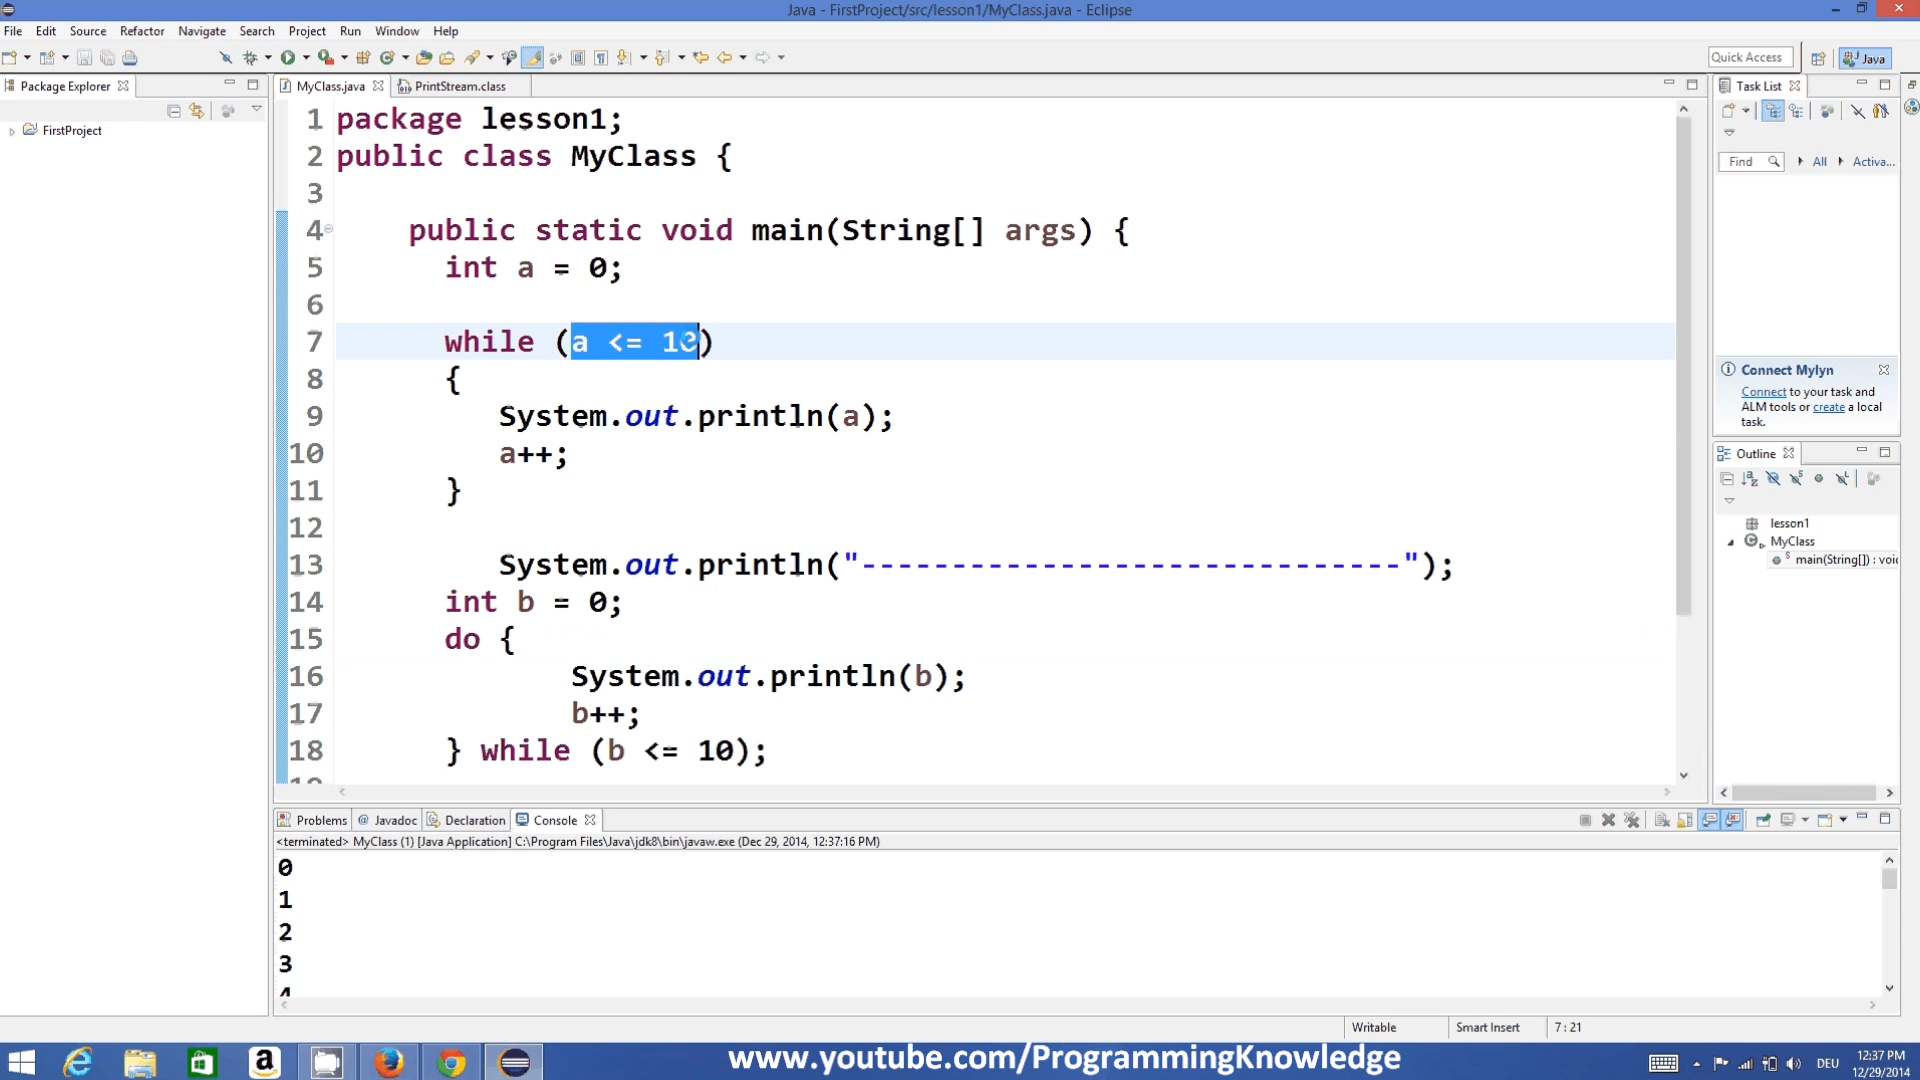 Java - FirstProject/src/lesson1/MyClass.java - Eclipse
File Edit Source Refactor Navigate Search Project Run Window Help
Quick Access
Java
Package Explorer
FirstProject
MyClass.java
PrintStream.class
1 package lesson1;
2 public class MyClass {
3
4 public static void main(String[] args) {
5 int a = 0;
6
7 while (a <= 10)
8 {
9 System.out.println(a);
10 a++;
11 }
12
13 System.out.println("------------------------------");
14 int b = 0;
15 do {
16 System.out.println(b);
17 b++;
18 } while (b <= 10);
Task List
Find All Activa...
Connect Mylyn
Connect to your task and
ALM tools or create a local
task.
Outline
lesson1
MyClass
main(String[]) : voi
Problems Javadoc Declaration Console
<terminated> MyClass (1) [Java Application] C:\Program Files\Java\jdk8\bin\javaw.exe (Dec 29, 2014, 12:37:16 PM)
0
1
2
3
4
Writable Smart Insert 7 : 21
www.youtube.com/ProgrammingKnowledge
DEU
12:37 PM
12/29/2014